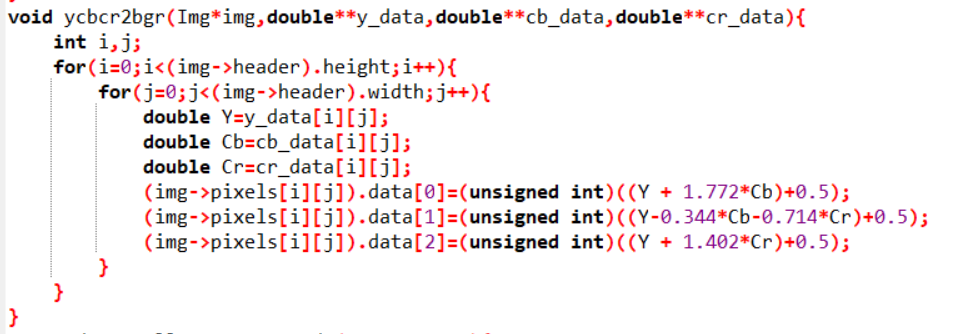 void ycbcr2bgr(Img*img,double**y_data,double**cb_data,double**cr_data){
    int i,j;
    for(i=0;i<(img->header).height;i++){
        for(j=0;j<(img->header).width;j++){
            double Y=y_data[i][j];
            double Cb=cb_data[i][j];
            double Cr=cr_data[i][j];
            (img->pixels[i][j]).data[0]=(unsigned int)((Y + 1.772*Cb)+0.5);
            (img->pixels[i][j]).data[1]=(unsigned int)((Y-0.344*Cb-0.714*Cr)+0.5);
            (img->pixels[i][j]).data[2]=(unsigned int)((Y + 1.402*Cr)+0.5);
        }
    }
}